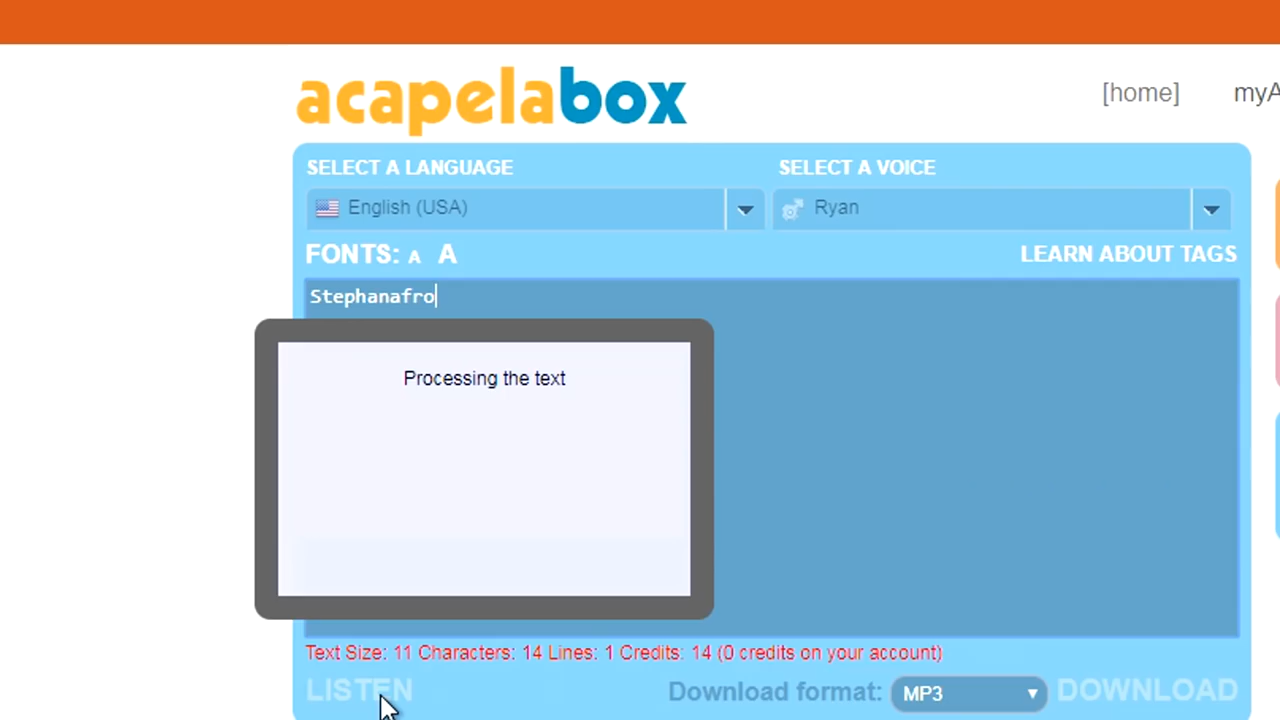 acapelabox
[home] myA
SELECT A LANGUAGE SELECT A VOICE
English (USA) Ryan
FONTS: A A LEARN ABOUT TAGS
Stephanafro
Processing the text
Text Size: 11 Characters: 14 Lines: 1 Credits: 14 (0 credits on your account)
LISTEN Download format: MP3 DOWNLOAD